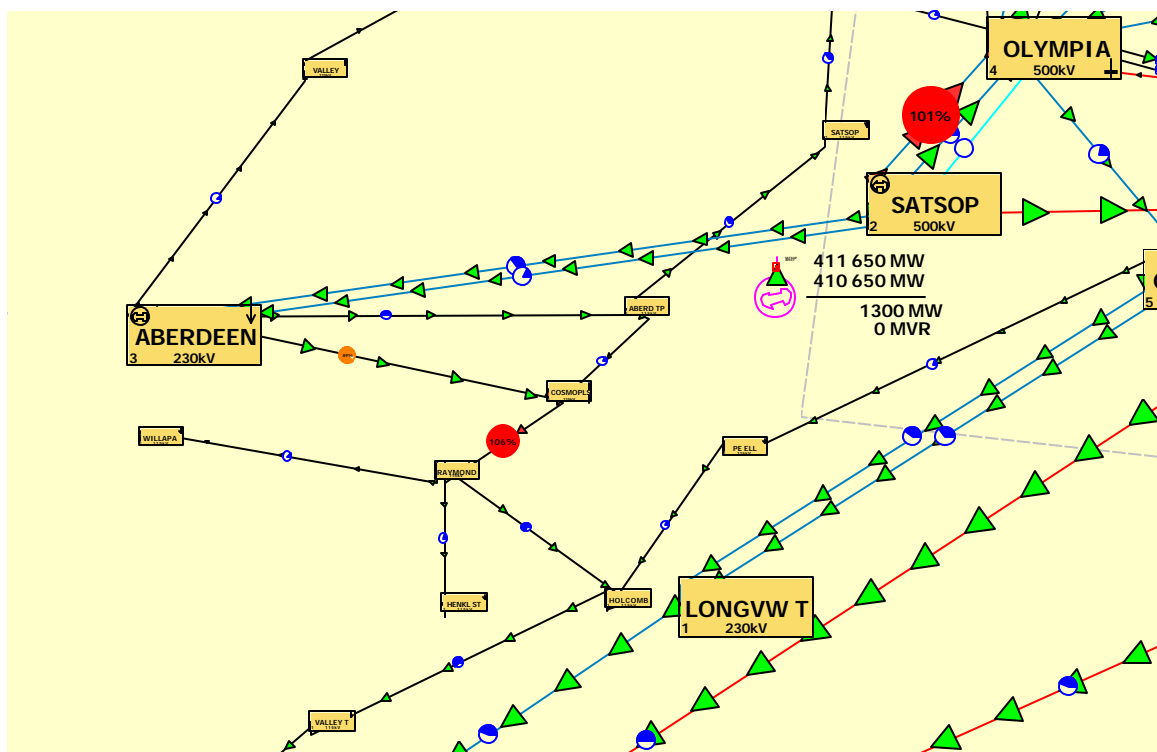 OLYMPIA
4 500kV
VALLEY
101%
SATSOP
SATSOP
2 500kV
411 650 MW
410 650 MW
1300 MW
0 MVR
ABERD TP
5
ABERDEEN
3 230kV
COSMOPLS
WILLAPA
106%
PE ELL
RAYMOND
HENKL ST
HOLCOMB
LONGVW T
1 230kV
VALLEY T